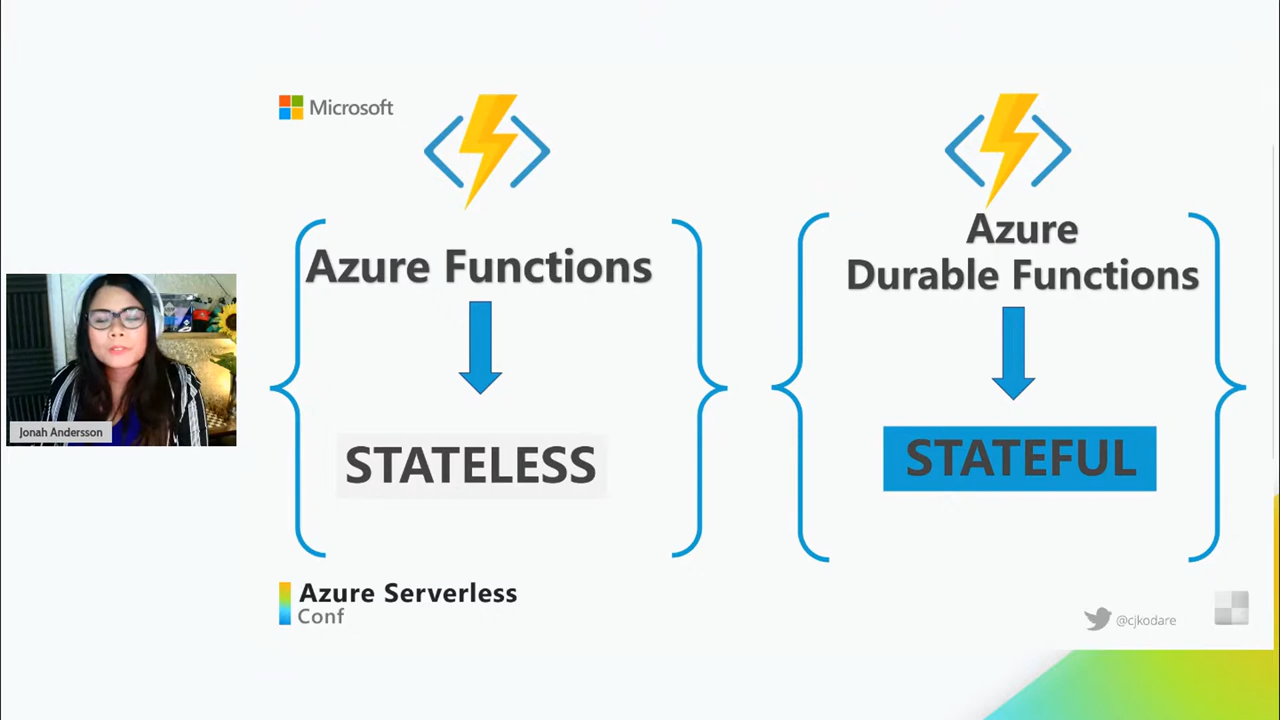 Microsoft
Azure Functions
STATELESS
Azure
Durable Functions
STATEFUL
Jonah Andersson
Azure Serverless
Conf
@cjkodare